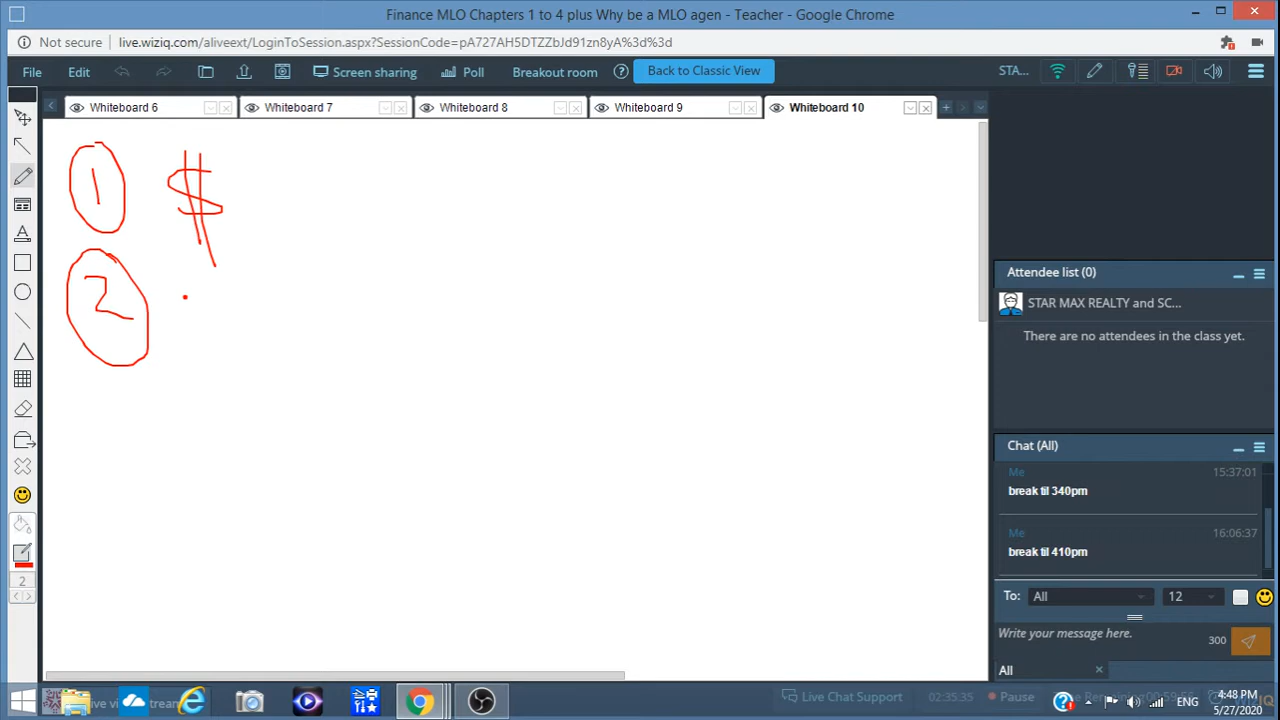 Finance MLO Chapters 1 to 4 plus Why be a MLO agen - Teacher - Google Chrome
Not secure live.wiziq.com/aliveext/LoginToSession.aspx?SessionCode=pA727AH5DTZZbJd91zn8yA%3d%3d
File Edit Screen sharing Poll Breakout room Back to Classic View STA...
Whiteboard 6 Whiteboard 7 Whiteboard 8 Whiteboard 9 Whiteboard 10
1 $
2
A
2
Attendee list (0)
STAR MAX REALTY and SC...
There are no attendees in the class yet.
Chat (All)
Me 15:37:01
break til 340pm
Me 16:06:37
break til 410pm
To: All 12
Write your message here. 300
All
Live Chat Support 02:35:35 Pause
ENG 4:48 PM
5/27/2020